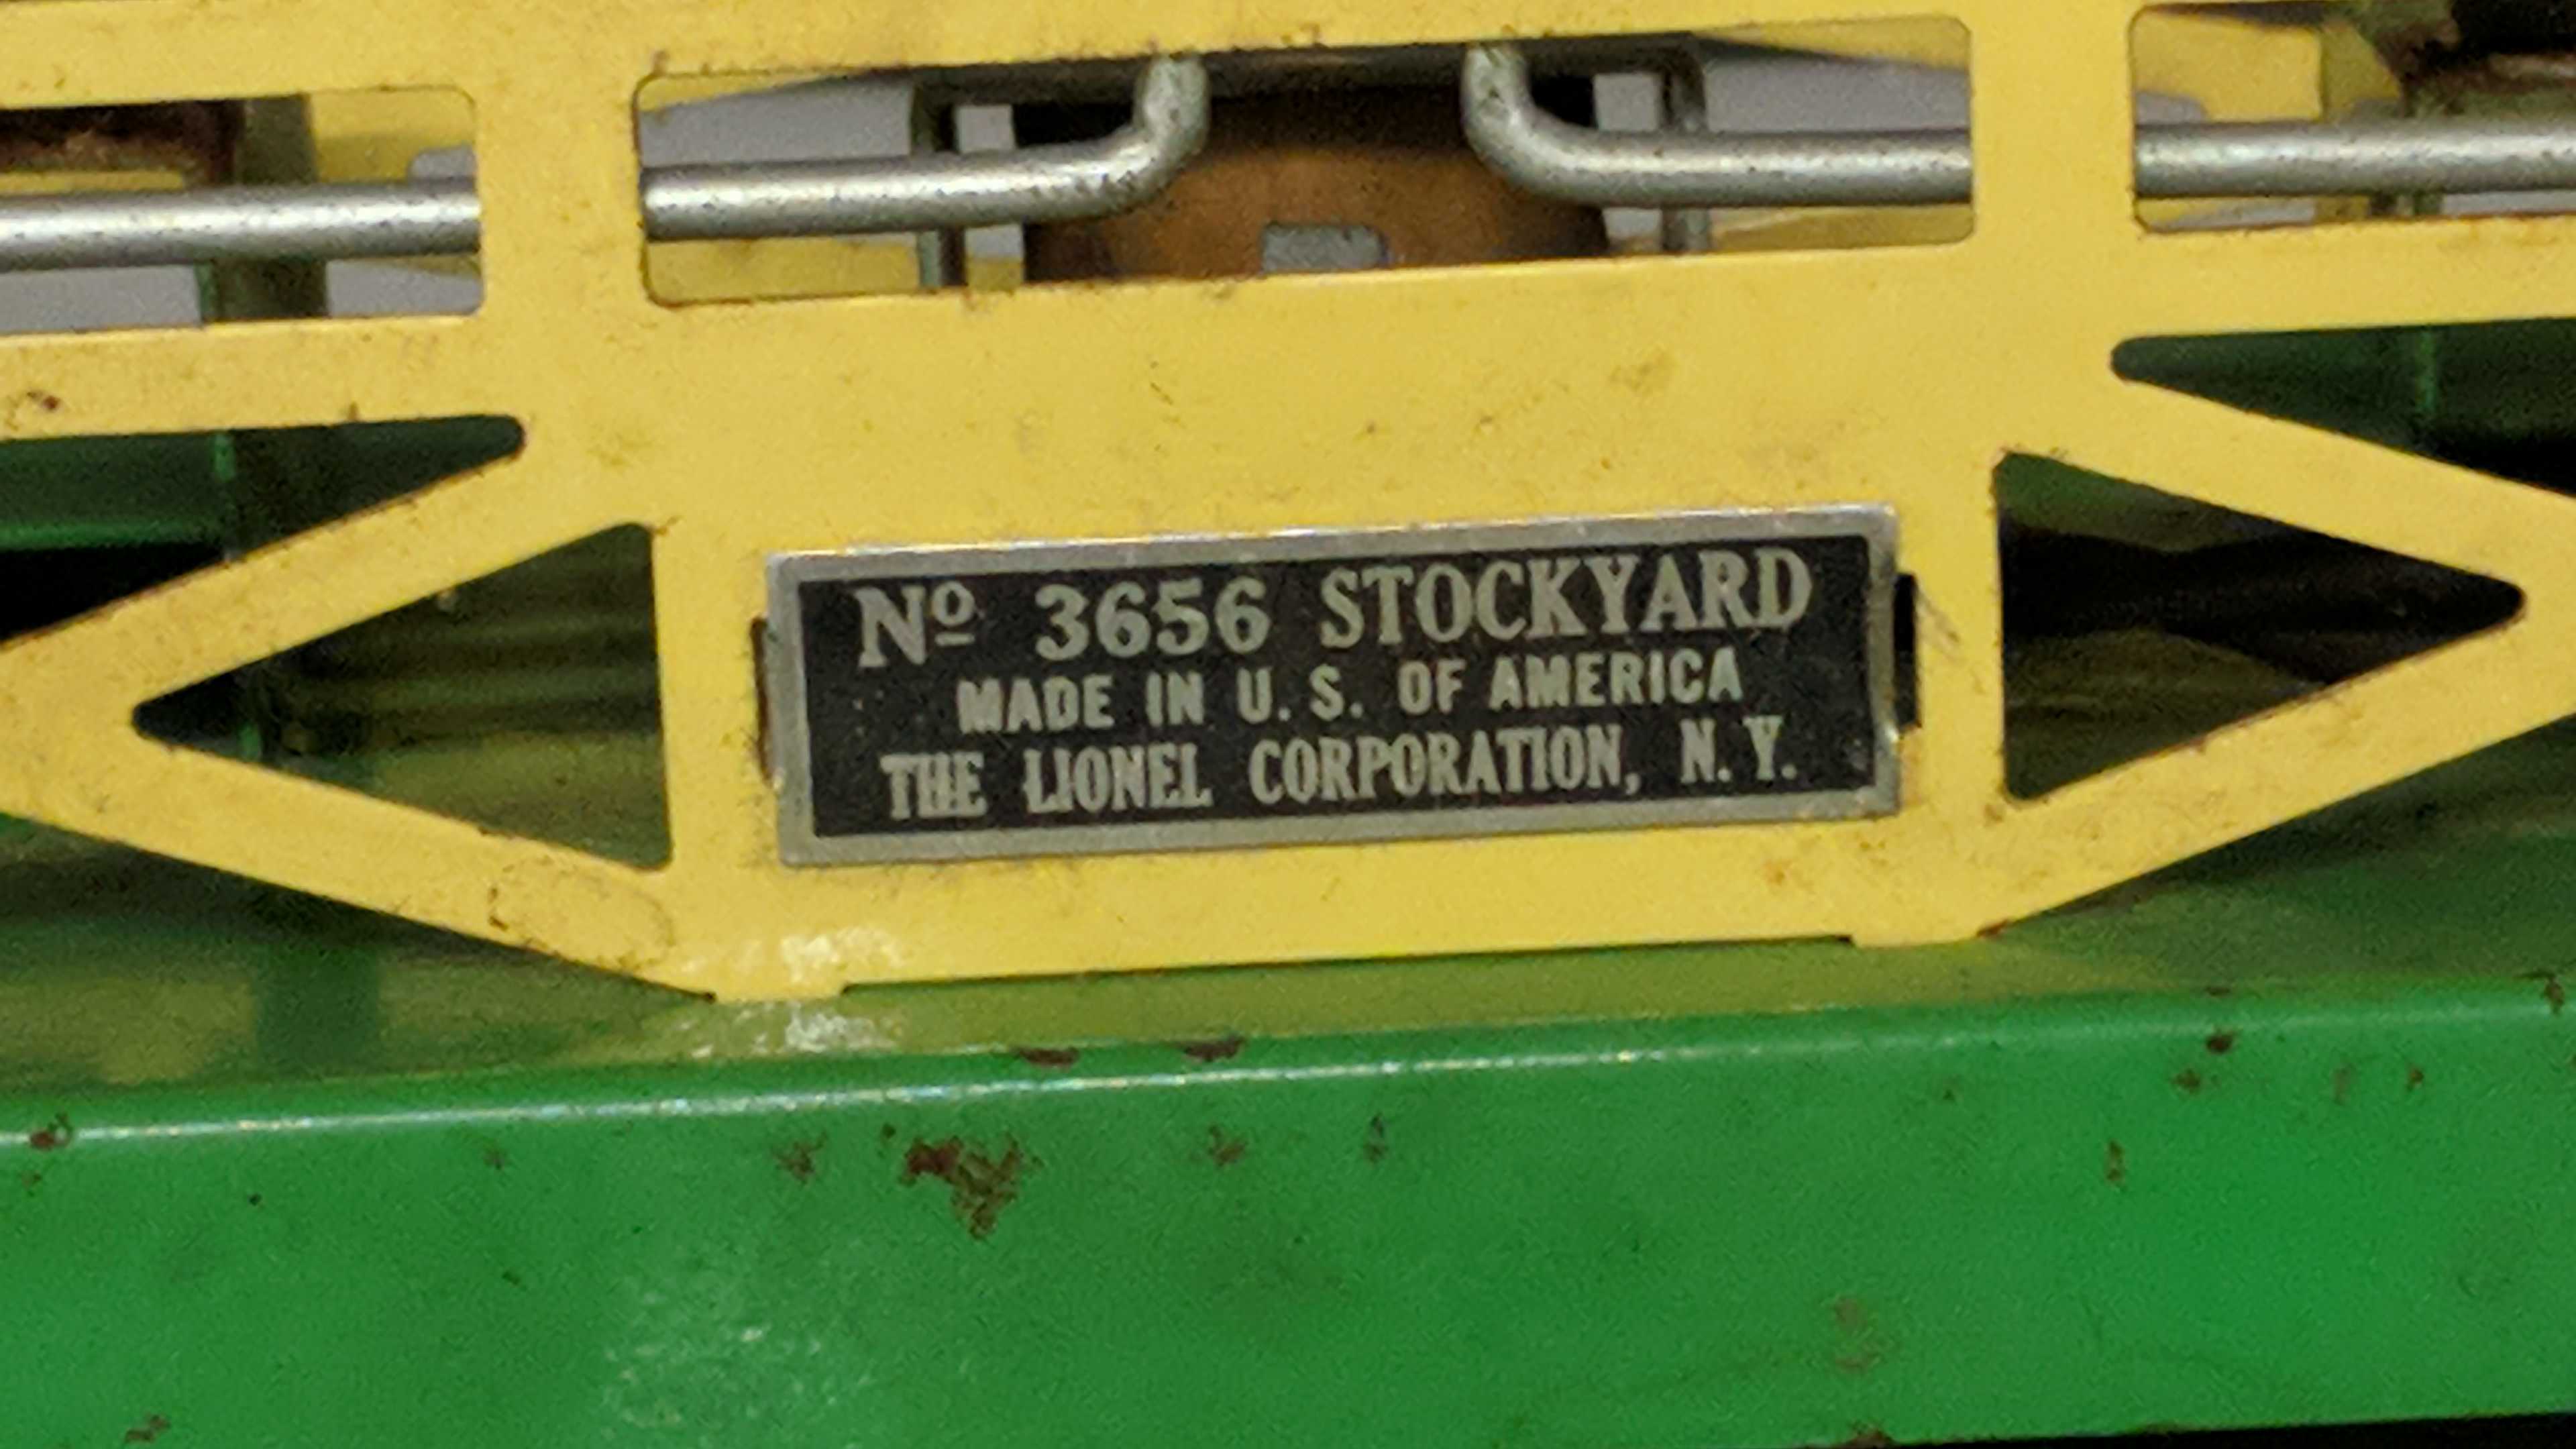 Nº 3656 STOCKYARD
MADE IN U. S. OF AMERICA
THE LIONEL CORPORATION, N. Y.